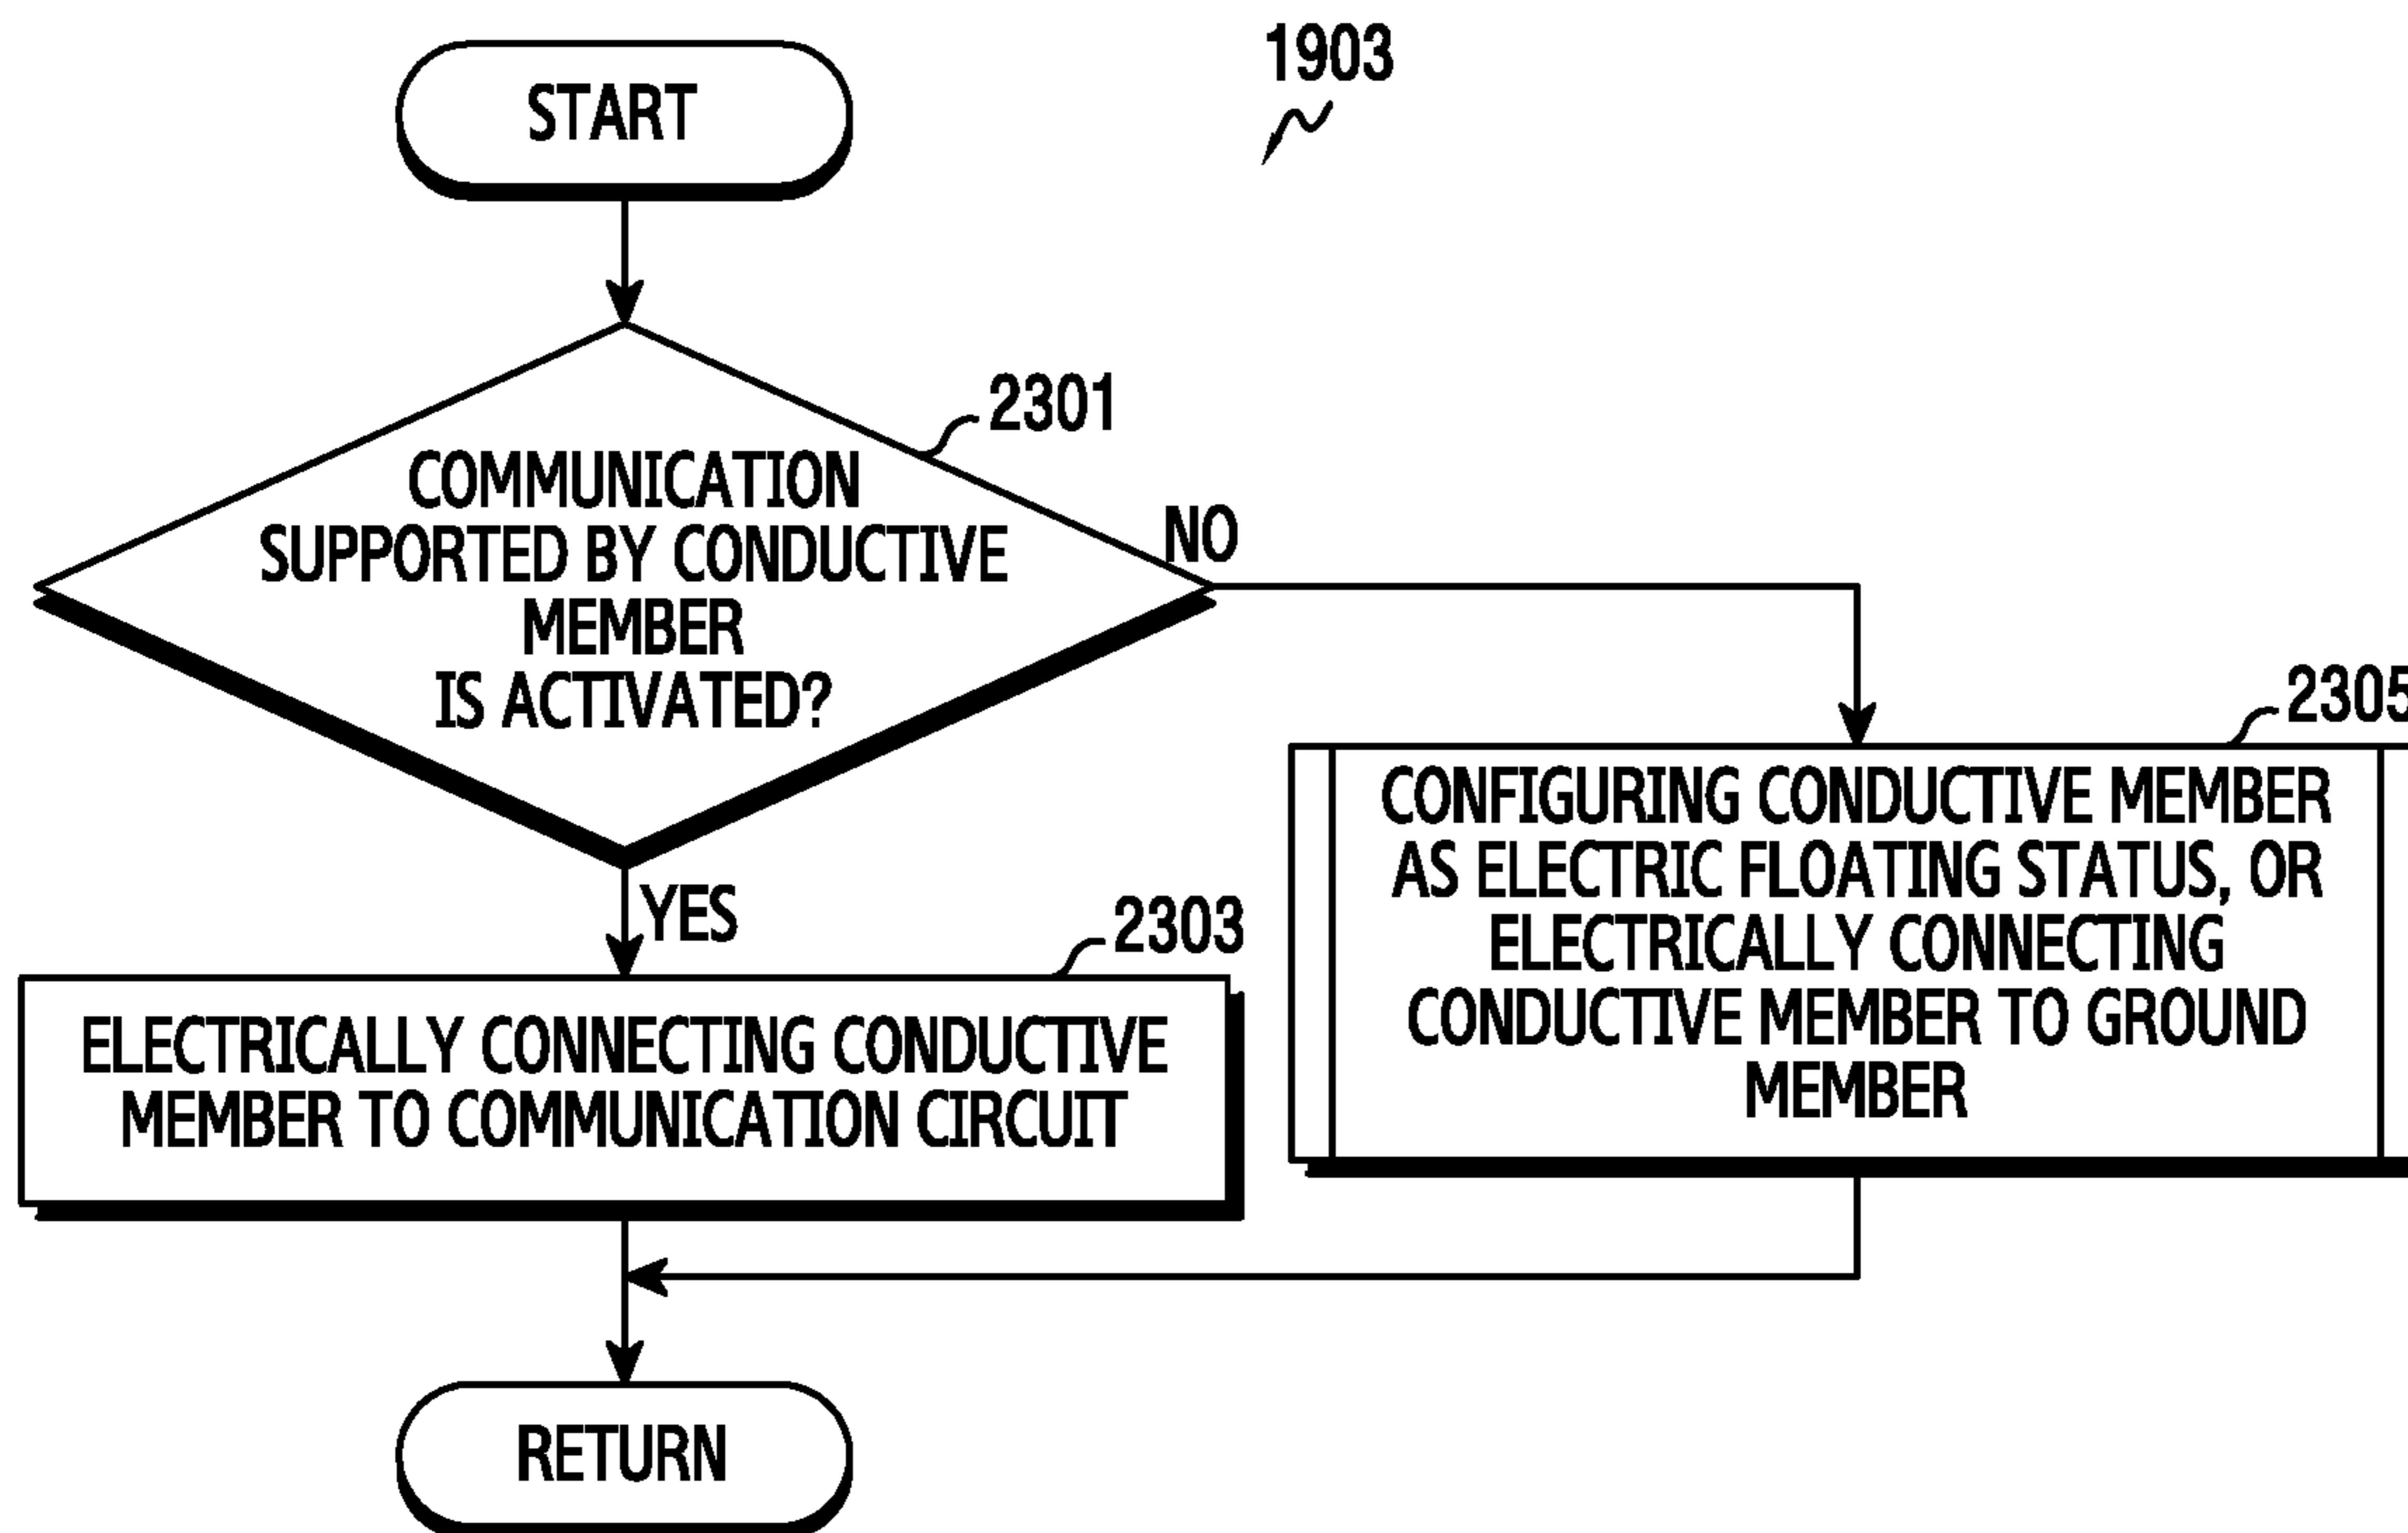 START
1903
2301
COMMUNICATION
SUPPORTED BY CONDUCTIVE
MEMBER
IS ACTIVATED?
NO
YES
2303
ELECTRICALLY CONNECTING CONDUCTIVE
MEMBER TO COMMUNICATION CIRCUIT
2305
CONFIGURING CONDUCTIVE MEMBER
AS ELECTRIC FLOATING STATUS, OR
ELECTRICALLY CONNECTING
CONDUCTIVE MEMBER TO GROUND
MEMBER
RETURN